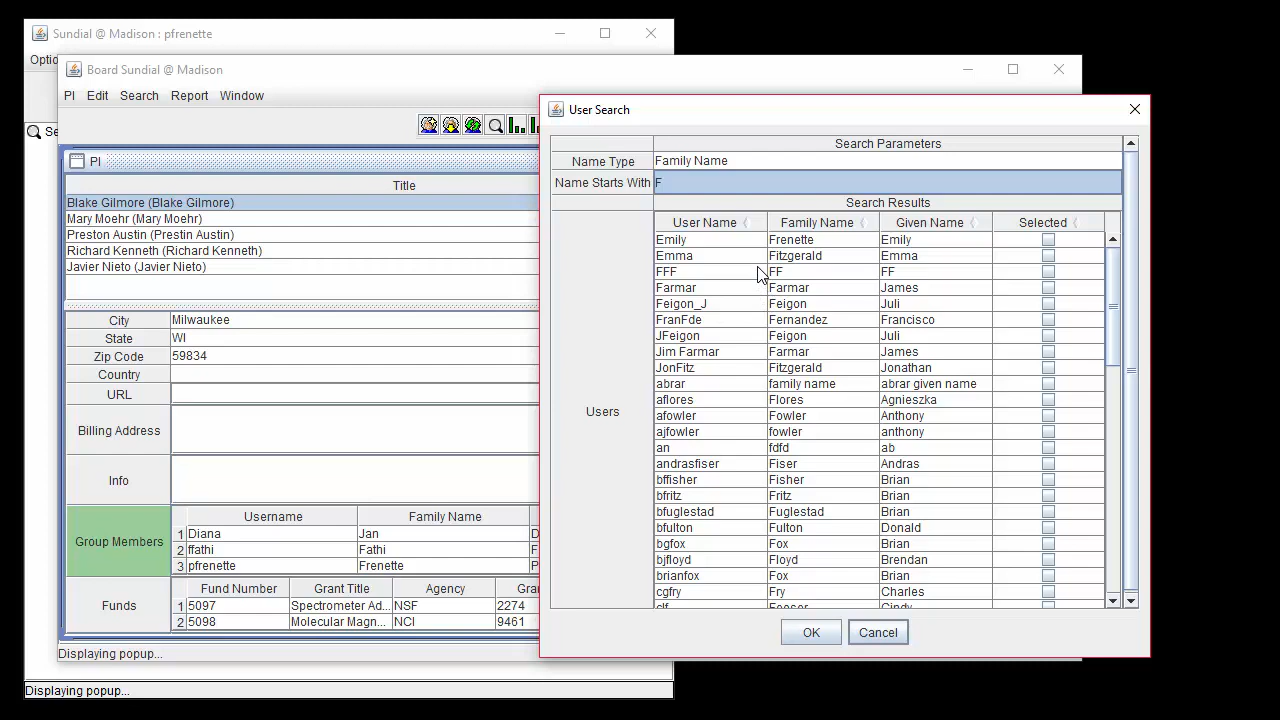 Sundial @ Madison : pfrenette
Optio
Board Sundial @ Madison
PI Edit Search Report Window
Se
PI
Title
Blake Gilmore (Blake Gilmore)
Mary Moehr (Mary Moehr)
Preston Austin (Prestin Austin)
Richard Kenneth (Richard Kenneth)
Javier Nieto (Javier Nieto)
City Milwaukee
State WI
Zip Code 59834
Country
URL
Billing Address
Info
Group Members
Username Family Name
1 Diana Jan D
2 ffathi Fathi F
3 pfrenette Frenette P
Funds
Fund Number Grant Title Agency Gran
1 5097 Spectrometer Ad... NSF 2274
2 5098 Molecular Magn... NCI 9461
Displaying popup...
Displaying popup...
User Search
Search Parameters
Name Type Family Name
Name Starts With F
Search Results
Users
User Name Family Name Given Name Selected
Emily Frenette Emily
Emma Fitzgerald Emma
FFF FF FF
Farmar Farmar James
Feigon_J Feigon Juli
FranFde Fernandez Francisco
JFeigon Feigon Juli
Jim Farmar Farmar James
JonFitz Fitzgerald Jonathan
abrar family name abrar given name
aflores Flores Agnieszka
afowler Fowler Anthony
ajfowler fowler anthony
an fdfd ab
andrasfiser Fiser Andras
bffisher Fisher Brian
bfritz Fritz Brian
bfuglestad Fuglestad Brian
bfulton Fulton Donald
bgfox Fox Brian
bjfloyd Floyd Brendan
brianfox Fox Brian
cgfry Fry Charles
OK Cancel